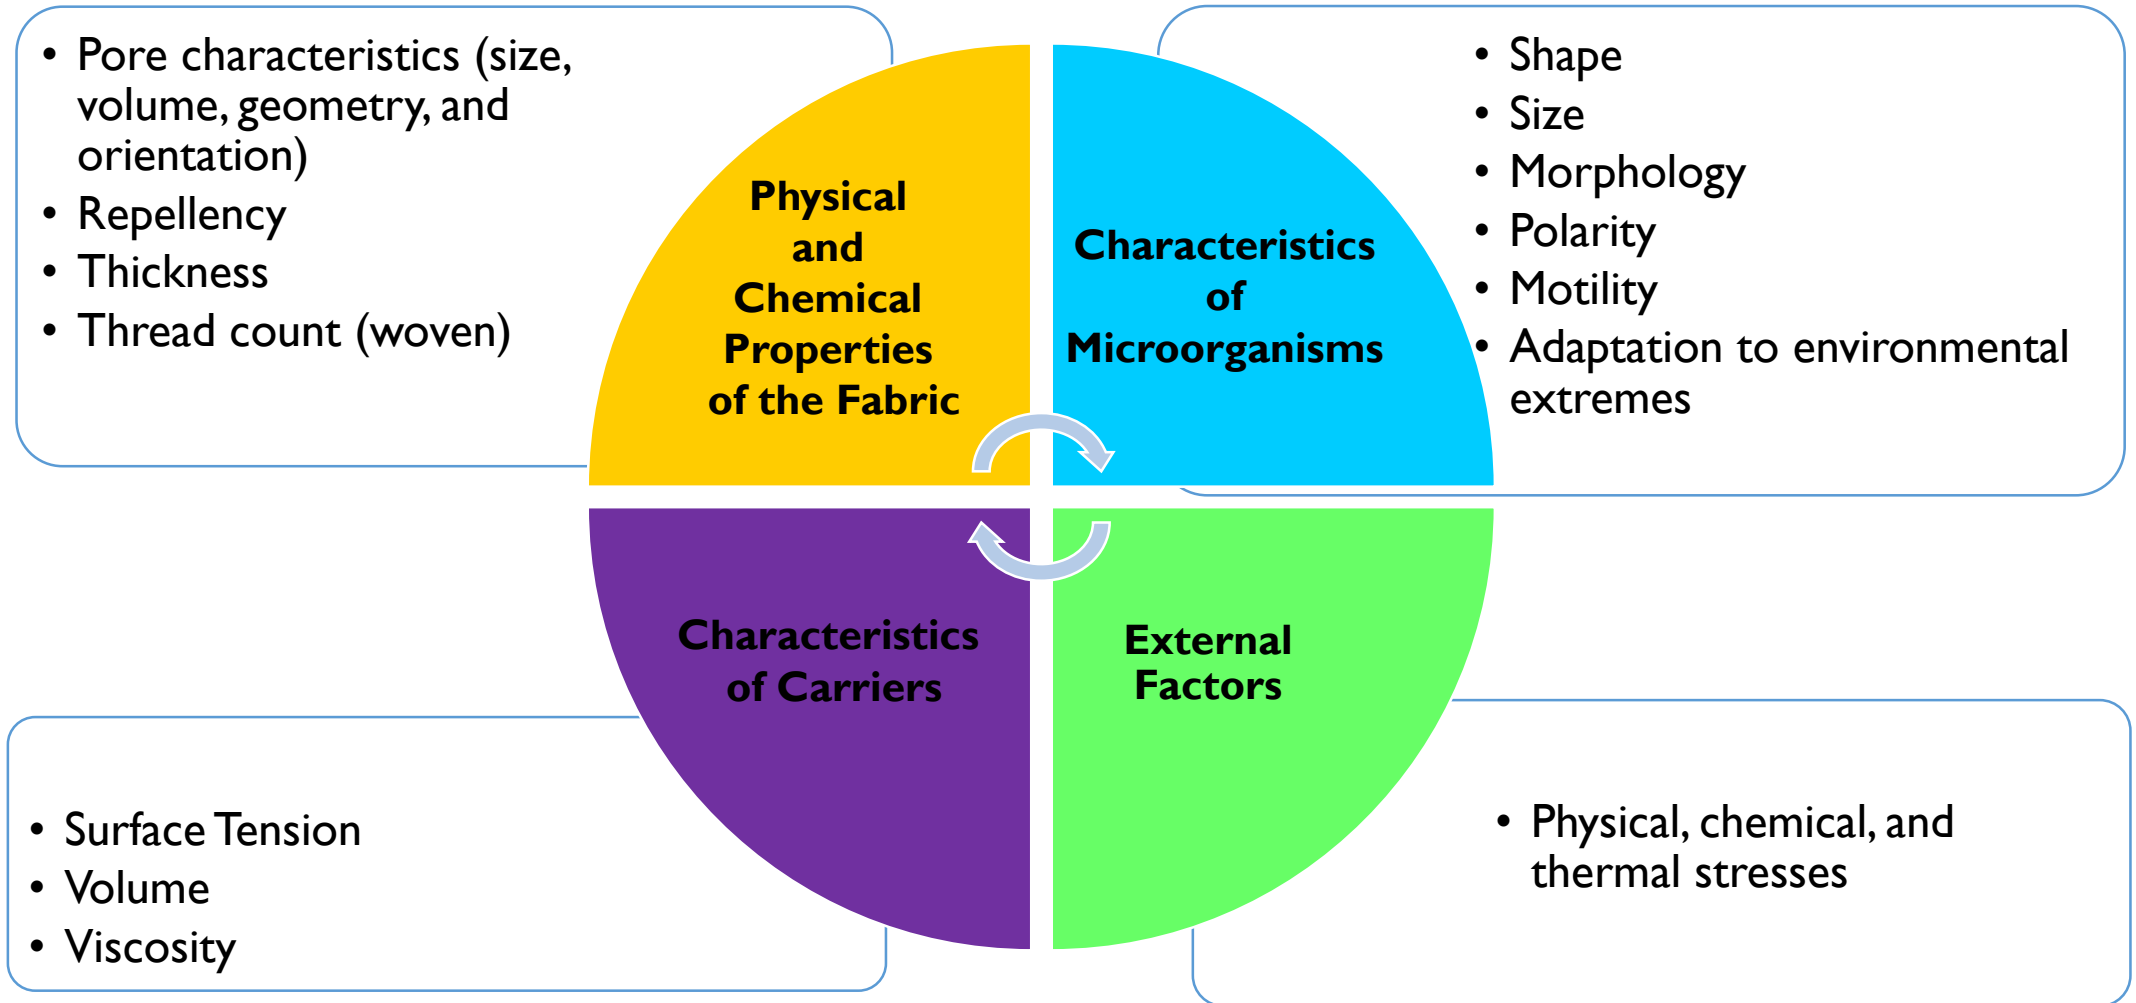 • Pore characteristics (size,
volume, geometry, and
orientation)
• Repellency
• Thickness
• Thread count (woven)
Physical
and
Chemical
Properties
of the Fabric
Characteristics
of
Microorganisms
• Shape
• Size
• Morphology
• Polarity
• Motility
• Adaptation to environmental
extremes
Characteristics
of Carriers
• Surface Tension
• Volume
• Viscosity
External
Factors
• Physical, chemical, and
thermal stresses